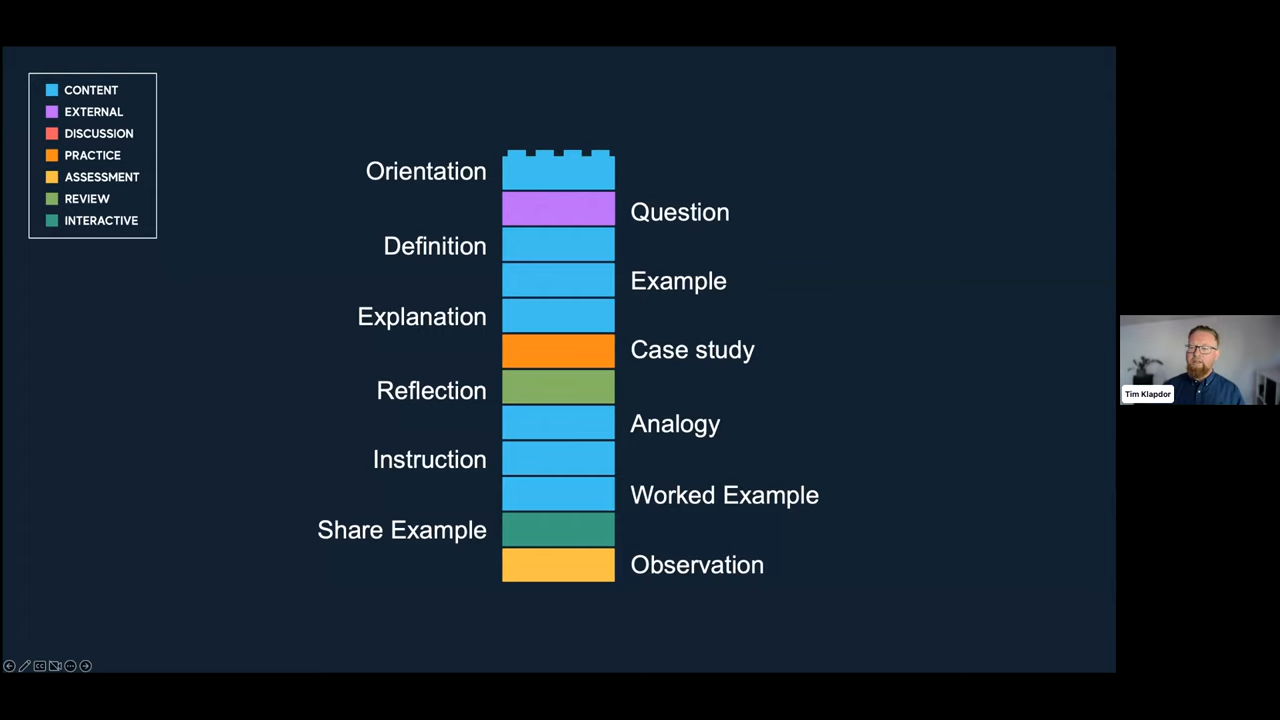 CONTENT
EXTERNAL
DISCUSSION
PRACTICE
ASSESSMENT
REVIEW
INTERACTIVE
Orientation
Question
Definition
Example
Explanation
Case study
Reflection
Analogy
Instruction
Worked Example
Share Example
Observation
Tim Klapdor
CC